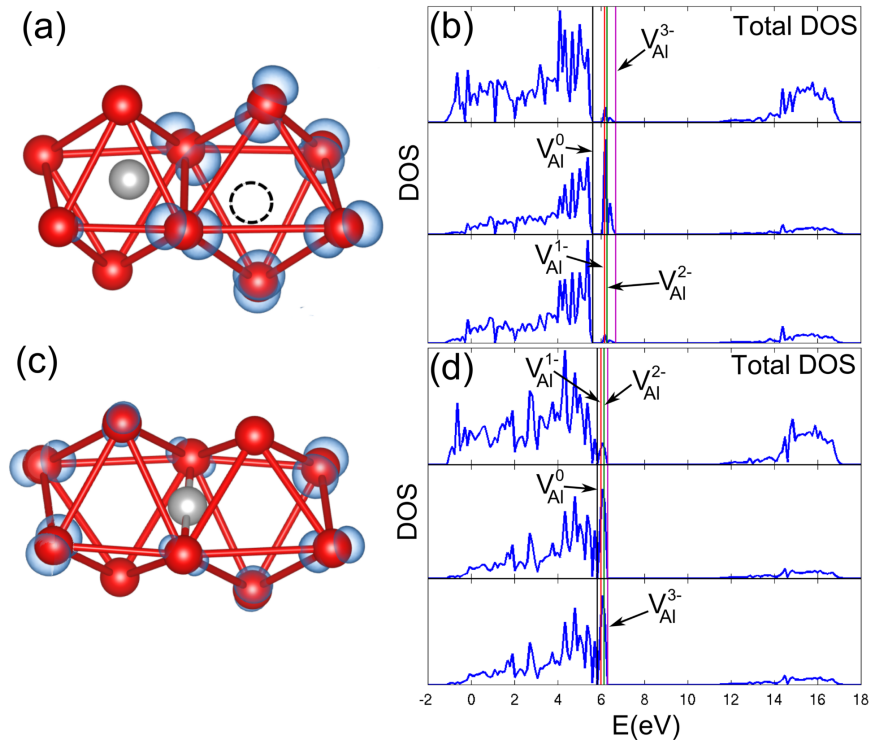 (a)
(b)
Total DOS
V_Al^3-
V_Al^0
V_Al^1-
V_Al^2-
DOS
(c)
(d)
Total DOS
V_Al^1-
V_Al^2-
V_Al^0
V_Al^3-
DOS
-2 0 2 4 6 8 10 12 14 16 18
E(eV)